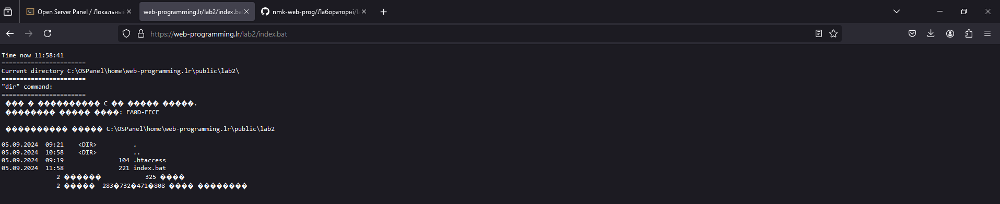 Open Server Panel / Локальный
web-programming.lr/lab2/index.ba
nmk-web-prog/Лабораторні/la
https://web-programming.lr/lab2/index.bat
Time now 11:58:41
=======================
Current directory C:\OSPanel\home\web-programming.lr\public\lab2\
=======================
"dir" command:
=======================
��� � ������������ C �� ����� �����.
�������� ����� ����: FA0D-FECE
���������� ����� C:\OSPanel\home\web-programming.lr\public\lab2
05.09.2024 09:21 <DIR> .
05.09.2024 10:58 <DIR> ..
05.09.2024 09:19 104 .htaccess
05.09.2024 11:58 221 index.bat
2 ������ 325 ����
2 ����� 283�732�471�808 ���� ��������